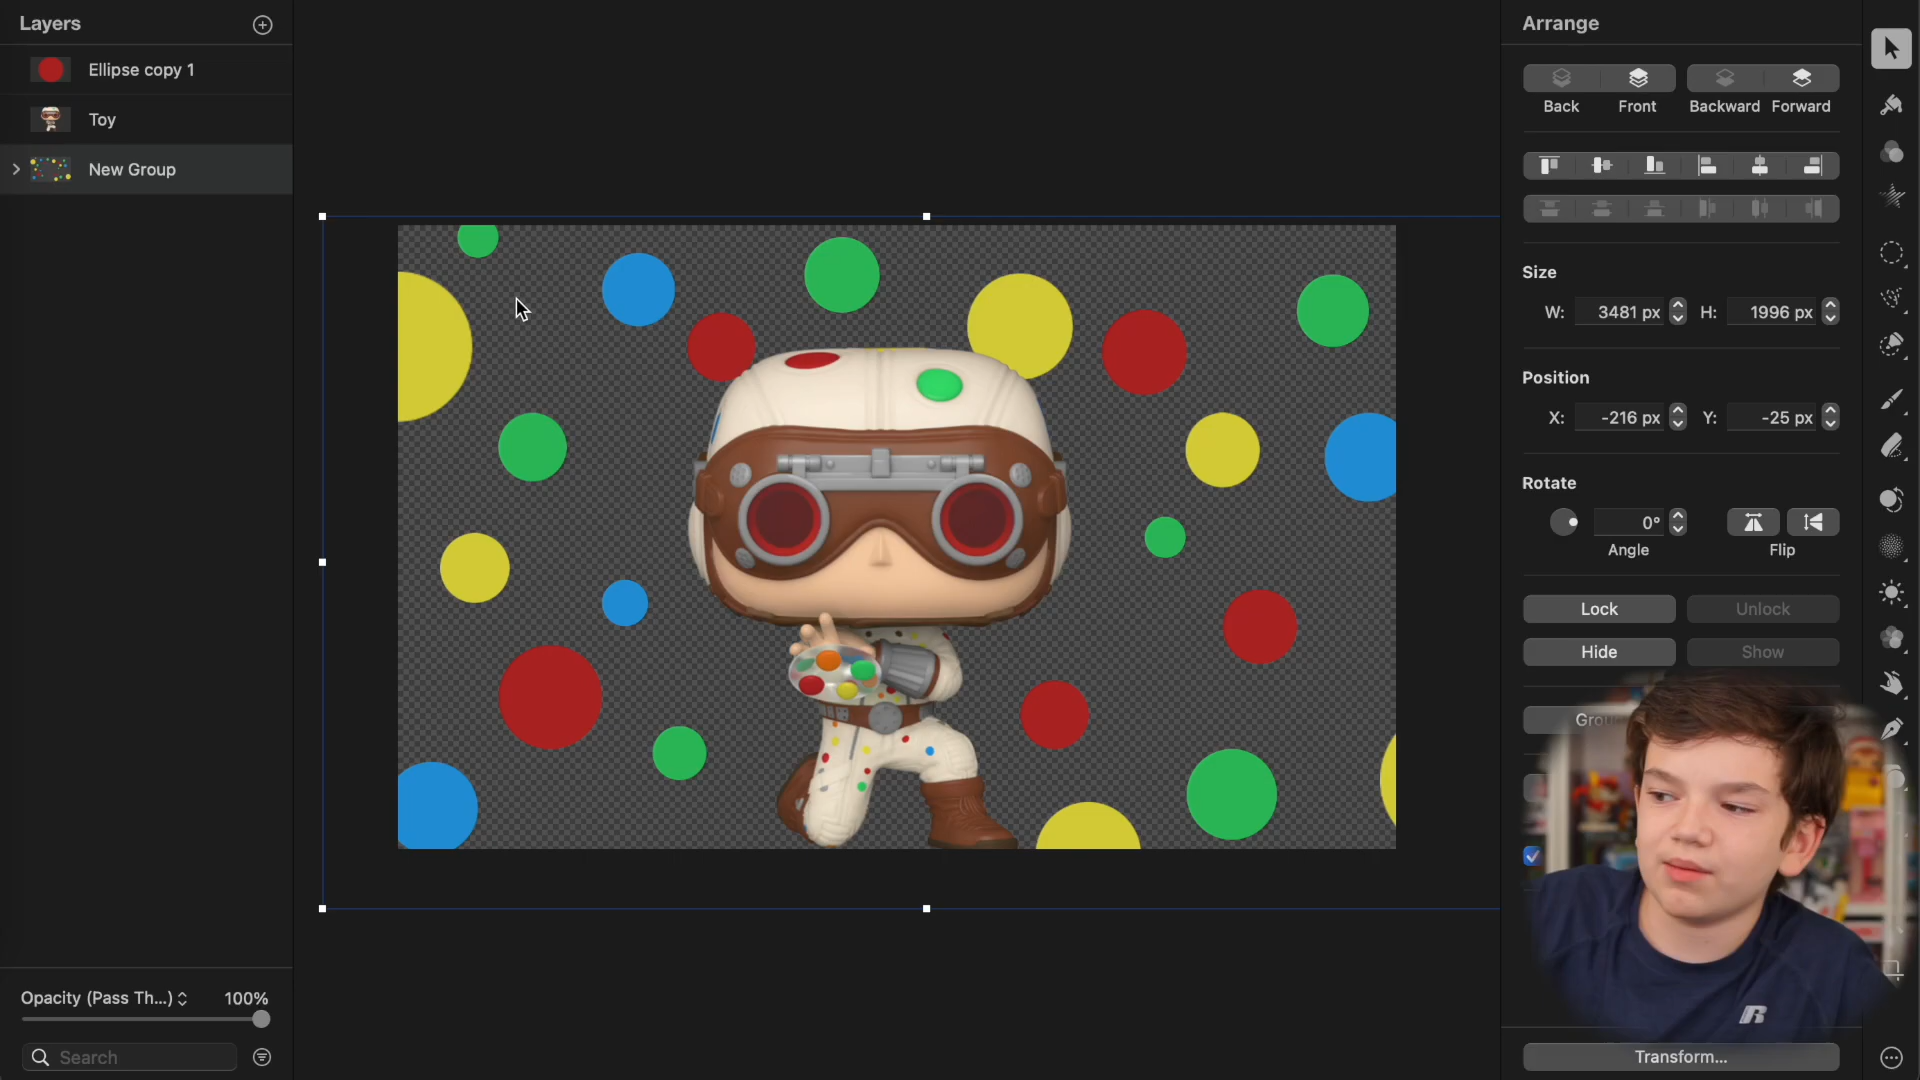 Layers
Ellipse copy 1
Toy
New Group
Opacity (Pass Th...)
100%
Search
Arrange
Back Front Backward Forward
Size
W: 3481 px H: 1996 px
Position
X: -216 px Y: -25 px
Rotate
0°
Angle Flip
Lock Unlock
Hide Show
Transform...
R